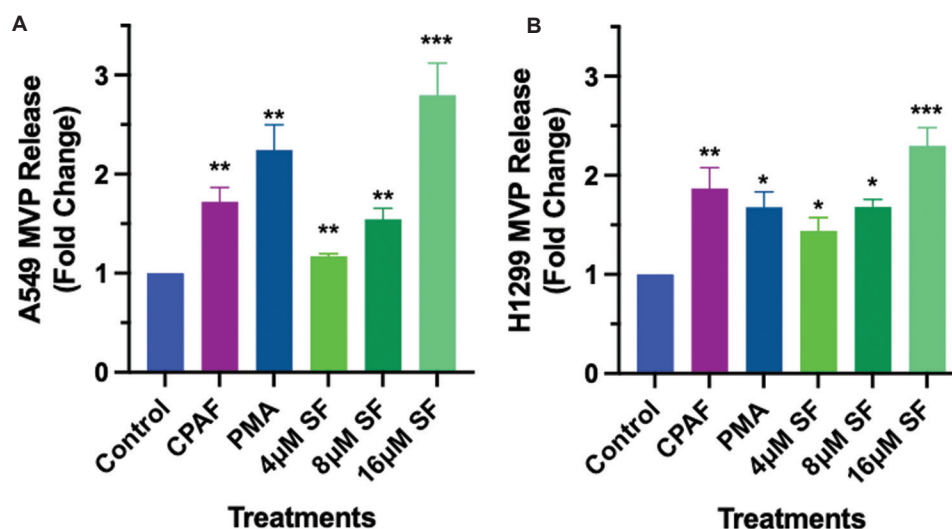 A
A549 MVP Release
(Fold Change)
3
2
1
0
**
**
**
**
***
Control
CPAF
PMA
4µM SF
8µM SF
16µM SF
Treatments
B
H1299 MVP Release
(Fold Change)
3
2
1
0
**
*
*
*
***
Control
CPAF
PMA
4µM SF
8µM SF
16µM SF
Treatments